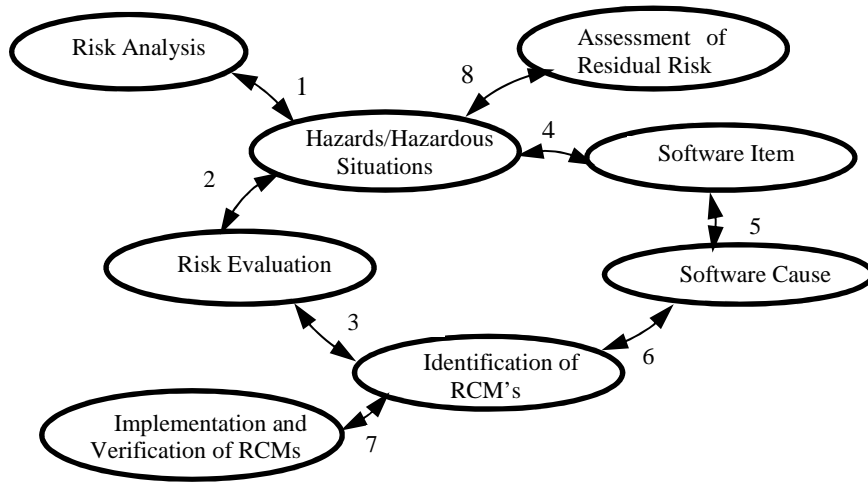 Risk Analysis
Assessment of
Residual Risk
1
8
Hazards/Hazardous
Situations
4
Software Item
2
5
Risk Evaluation
Software Cause
3
6
Identification of
RCM's
Implementation and
Verification of RCMs
7